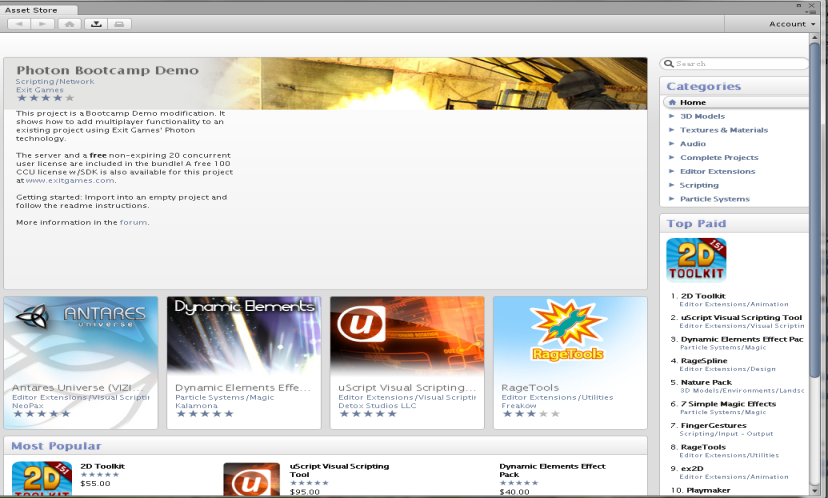 Asset Store
Account
Photon Bootcamp Demo
Scripting/Network
Exit Games
This project is a Bootcamp Demo modification. It
shows how to add multiplayer functionality to an
existing project using Exit Games' Photon
technology.
The server and a free non-expiring 20 concurrent
user license are included in the bundle! A free 100
CCU license w/SDK is also available for this project
at www.exitgames.com.
Getting started: Import into an empty project and
follow the readme instructions.
More information in the forum.
ANTARES
universe
Antares Universe (VIZI...
Editor Extensions/Visual Scriptin
NeoPax
Dynamic Elements
Dynamic Elements Effe...
Particle Systems/Magic
Kalamona
uScript Visual Scripting...
Editor Extensions/Visual Scriptin
Detox Studios LLC
RageTools
RageTools
Editor Extensions/Utilities
Freakow
Most Popular
2D
TOOLKIT
1.51
2D Toolkit
$55.00
uScript Visual Scripting
Tool
$95.00
Dynamic Elements Effect
Pack
$40.00
Search
Categories
Home
3D Models
Textures & Materials
Audio
Complete Projects
Editor Extensions
Scripting
Particle Systems
Top Paid
2D
TOOLKIT
1.51
1. 2D Toolkit
Editor Extensions/Animation
2. uScript Visual Scripting Tool
Editor Extensions/Visual Scriptin
3. Dynamic Elements Effect Pac
Particle Systems/Magic
4. RageSpline
Editor Extensions/Design
5. Nature Pack
3D Models/Environments/Landsc
6. 7 Simple Magic Effects
Particle Systems/Magic
7. FingerGestures
Scripting/Input - Output
8. RageTools
Editor Extensions/Utilities
9. ex2D
Editor Extensions/Animation
10. Playmaker